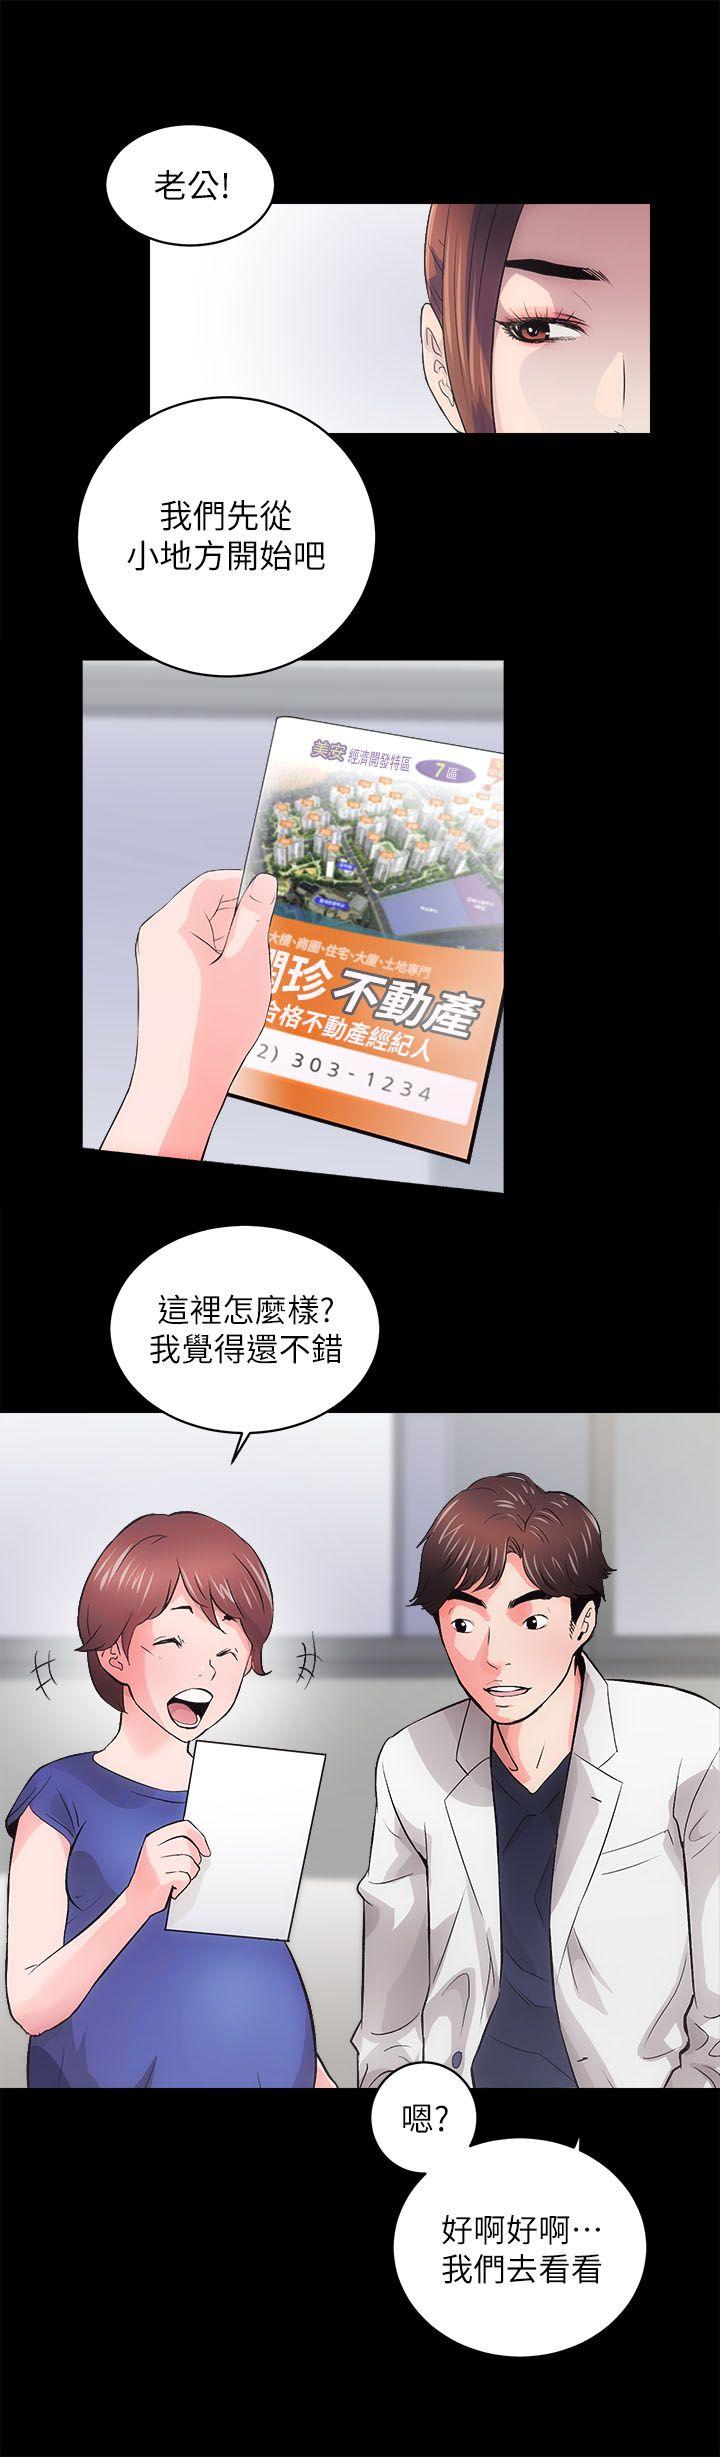 老公!
我們先從
小地方開始吧
美安 經濟開發特區 7區
大樓、商圈、住宅、大廈、土地專門
珍不動產
合格不動產經紀人
2) 303-1234
這裡怎麼樣?
我覺得還不錯
嗯?
好啊好啊…
我們去看看